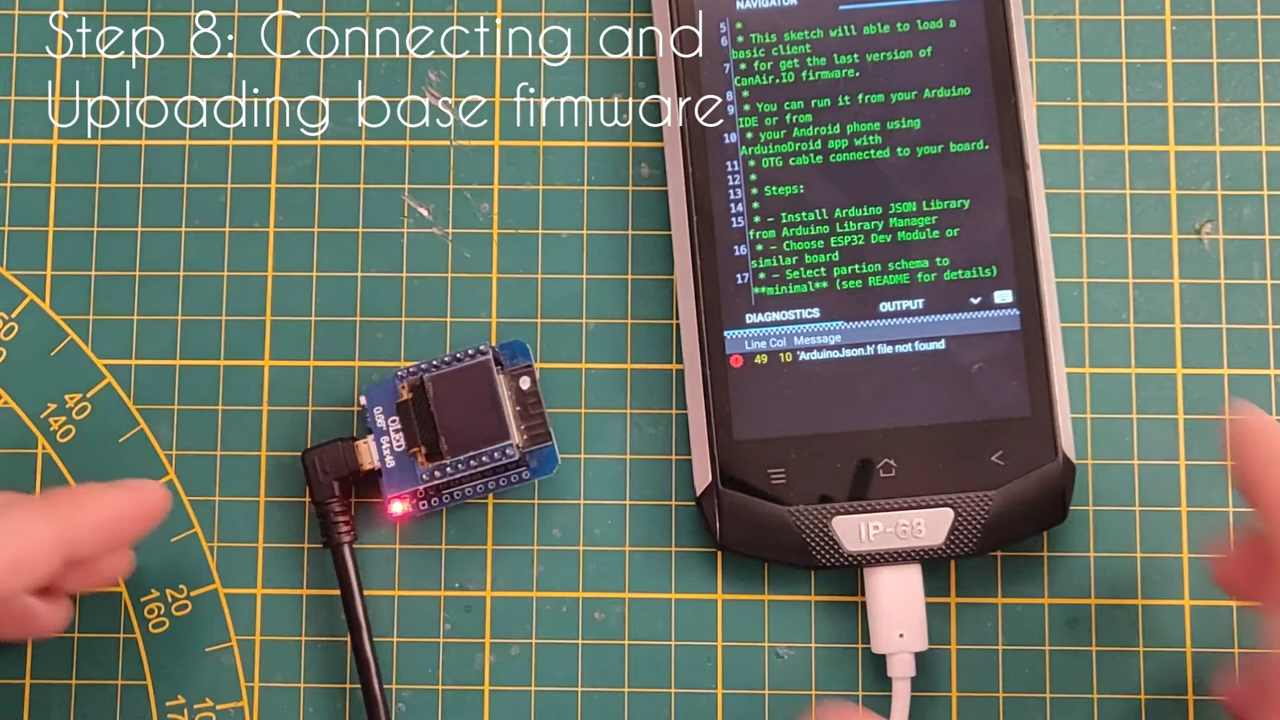 Step 8: Connecting and
Uploading base firmware
NAVIGATOR
5 *
6 * This sketch will able to load a
basic client
7 * for get the last version of
CanAir.IO firmware.
8 *
9 * You can run it from your Arduino
IDE or from
10 * your Android phone using
ArduinoDroid app with
11 * OTG cable connected to your board.
12 *
13 * Steps:
14 *
15 * - Install Arduino JSON Library
from Arduino Library Manager
16 * - Choose ESP32 Dev Module or
similar board
17 * - Select partion schema to
**minimal** (see README for details)
DIAGNOSTICS
OUTPUT
Line Col Message
49 10 'ArduinoJson.h' file not found
IP-68
OLED
0.66" 64x48
40
140
20
160